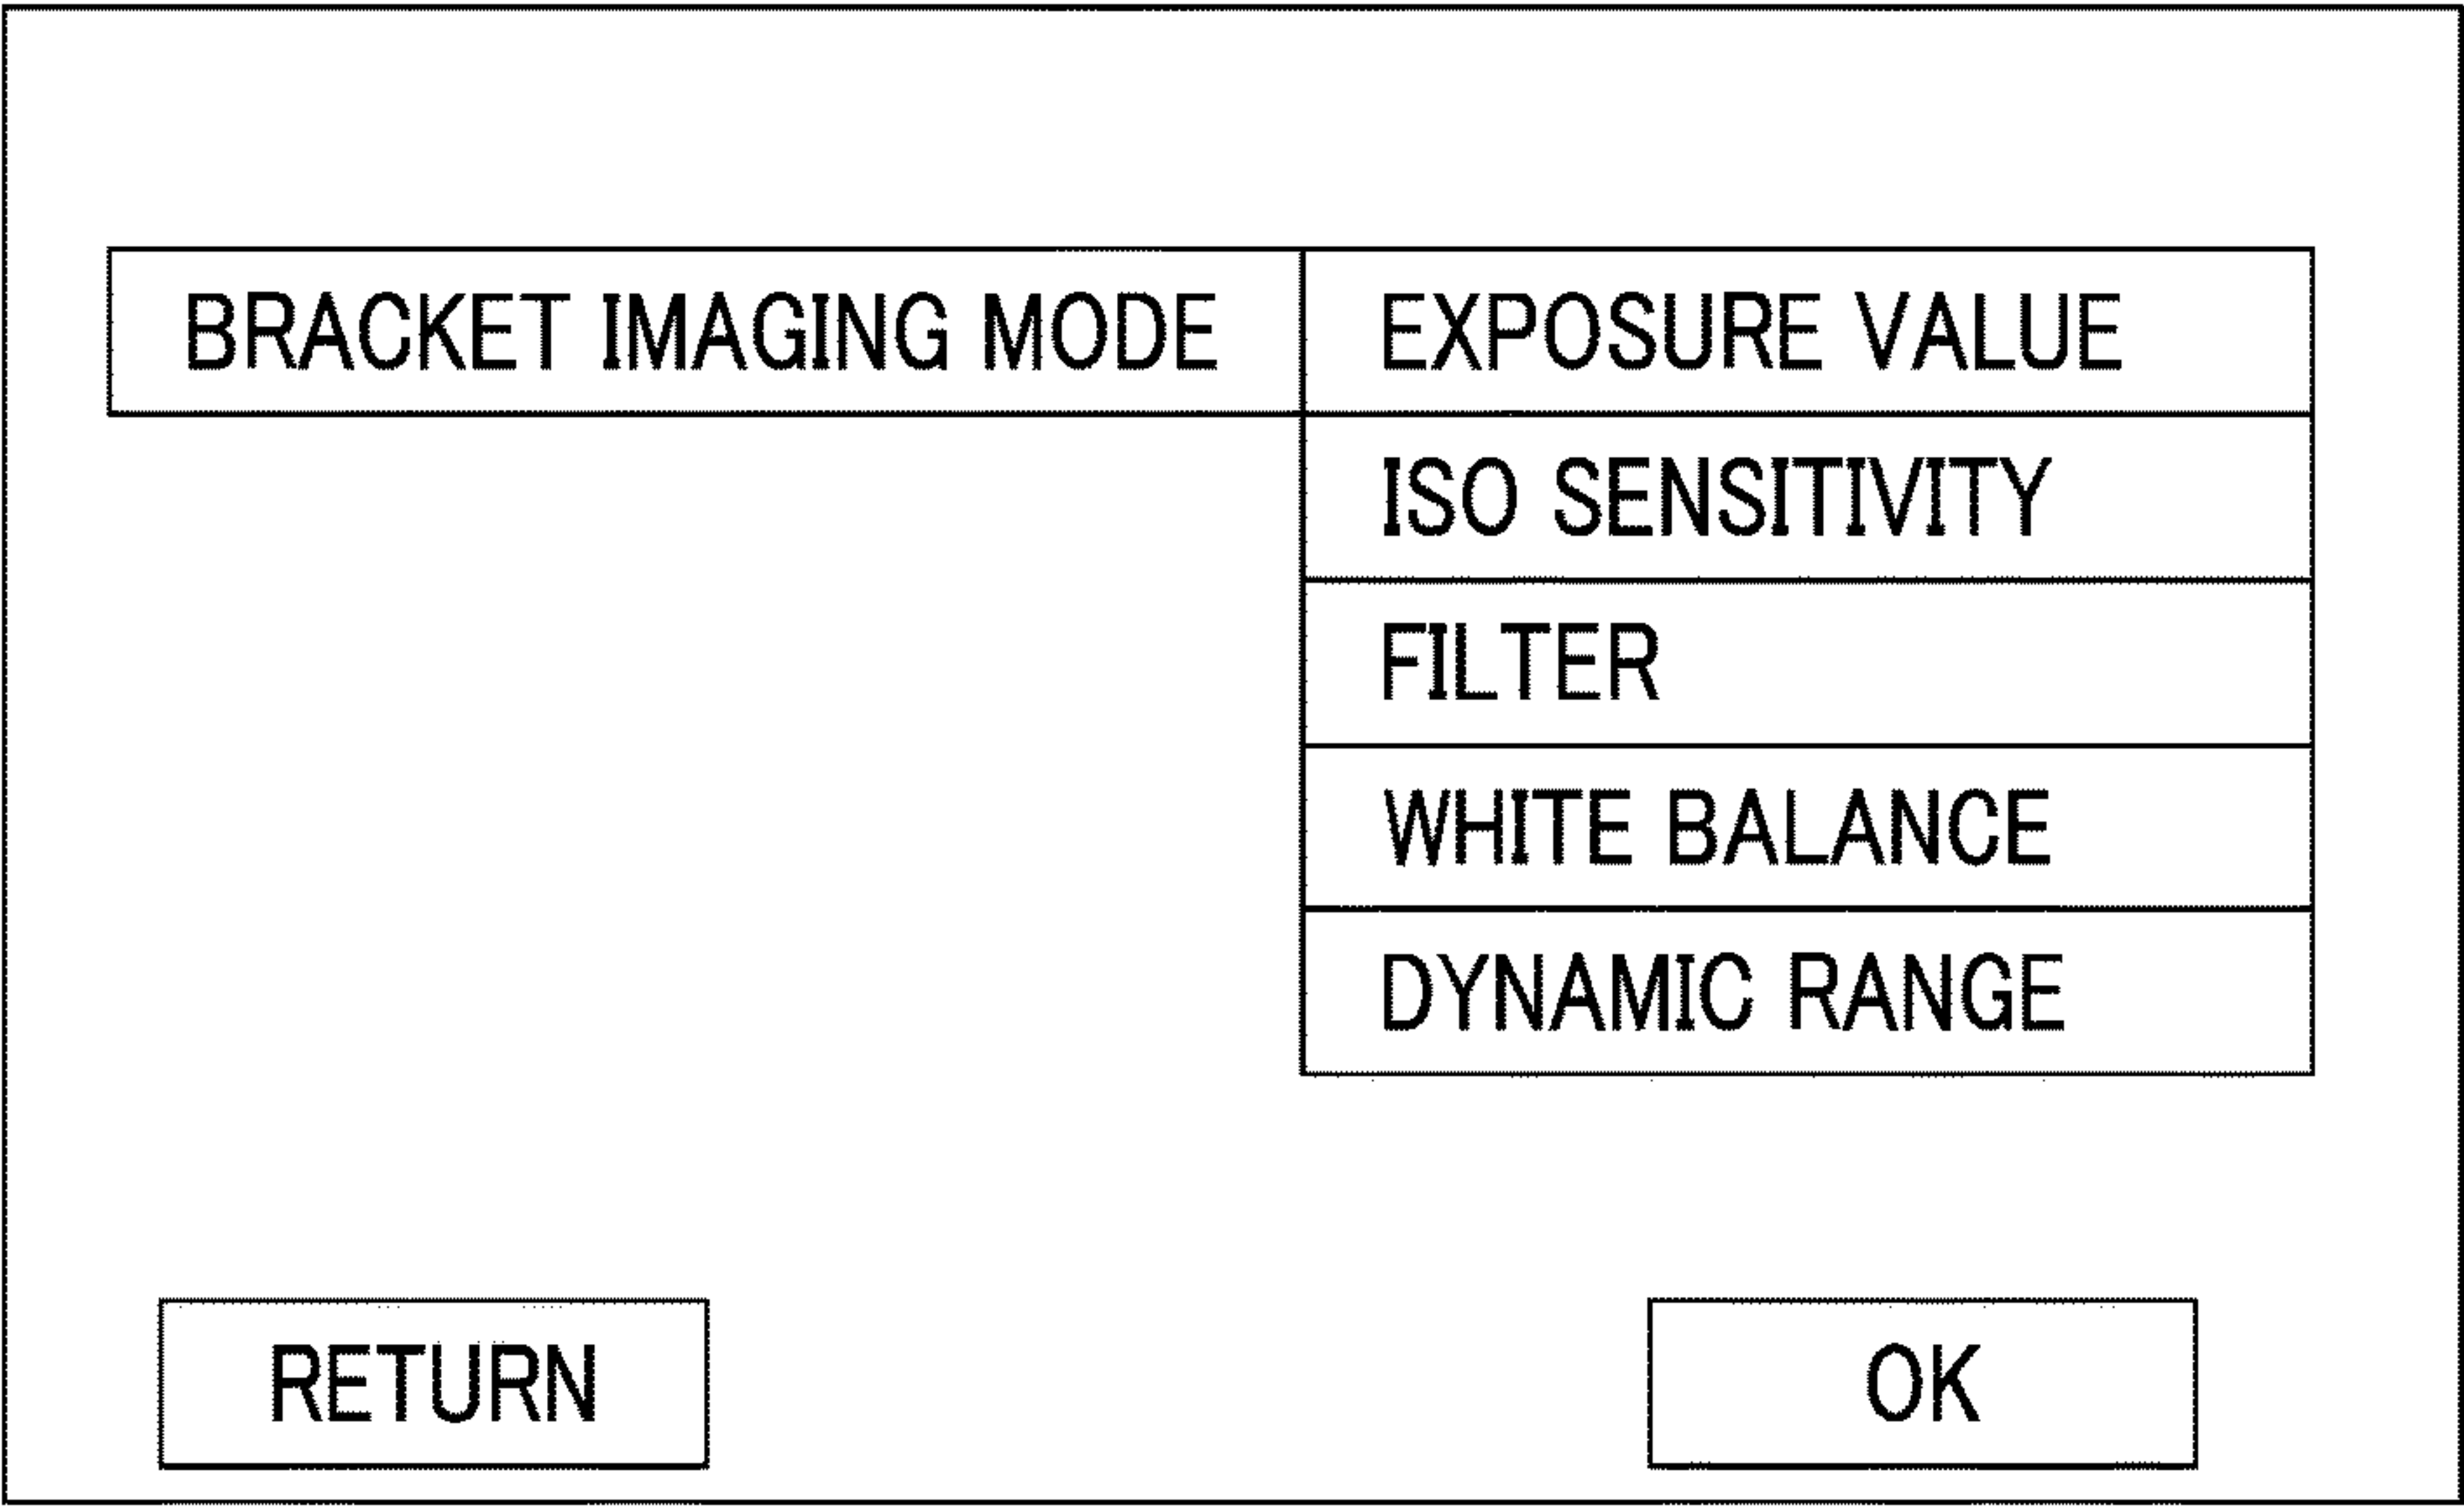 BRACKET IMAGING MODE EXPOSURE VALUE
ISO SENSITIVITY
FILTER
WHITE BALANCE
DYNAMIC RANGE
RETURN OK